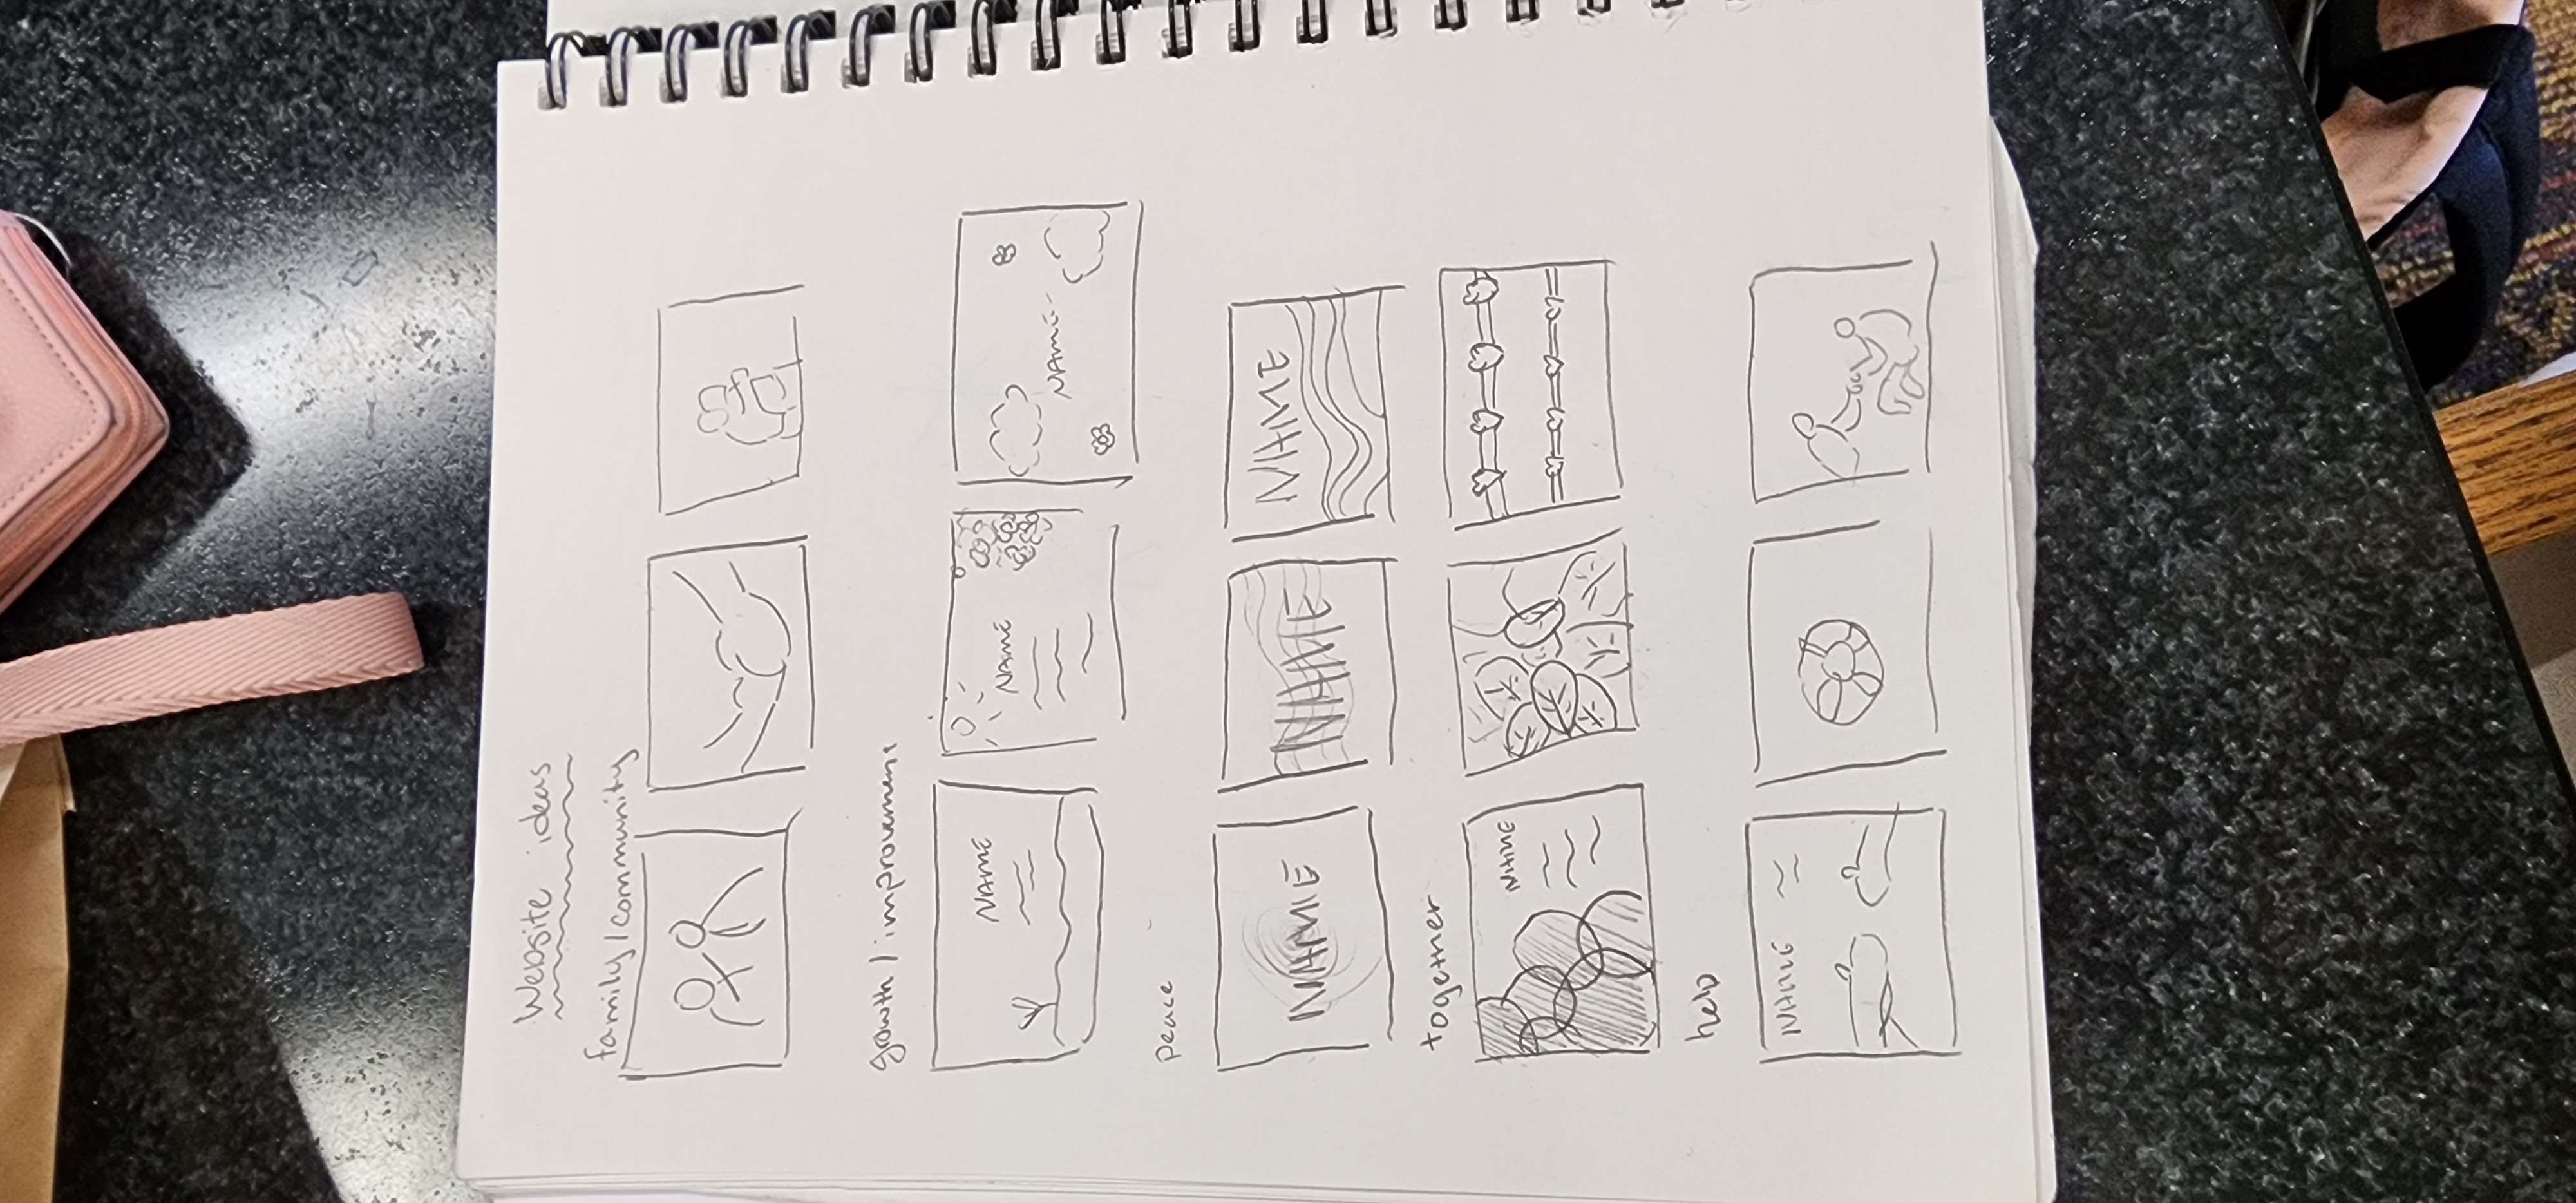 Website ideas
family/community
growth/improvement
NAME
NAME
NAME
Peace
NAME
NAME
NAME
together
NAME
help
NAME